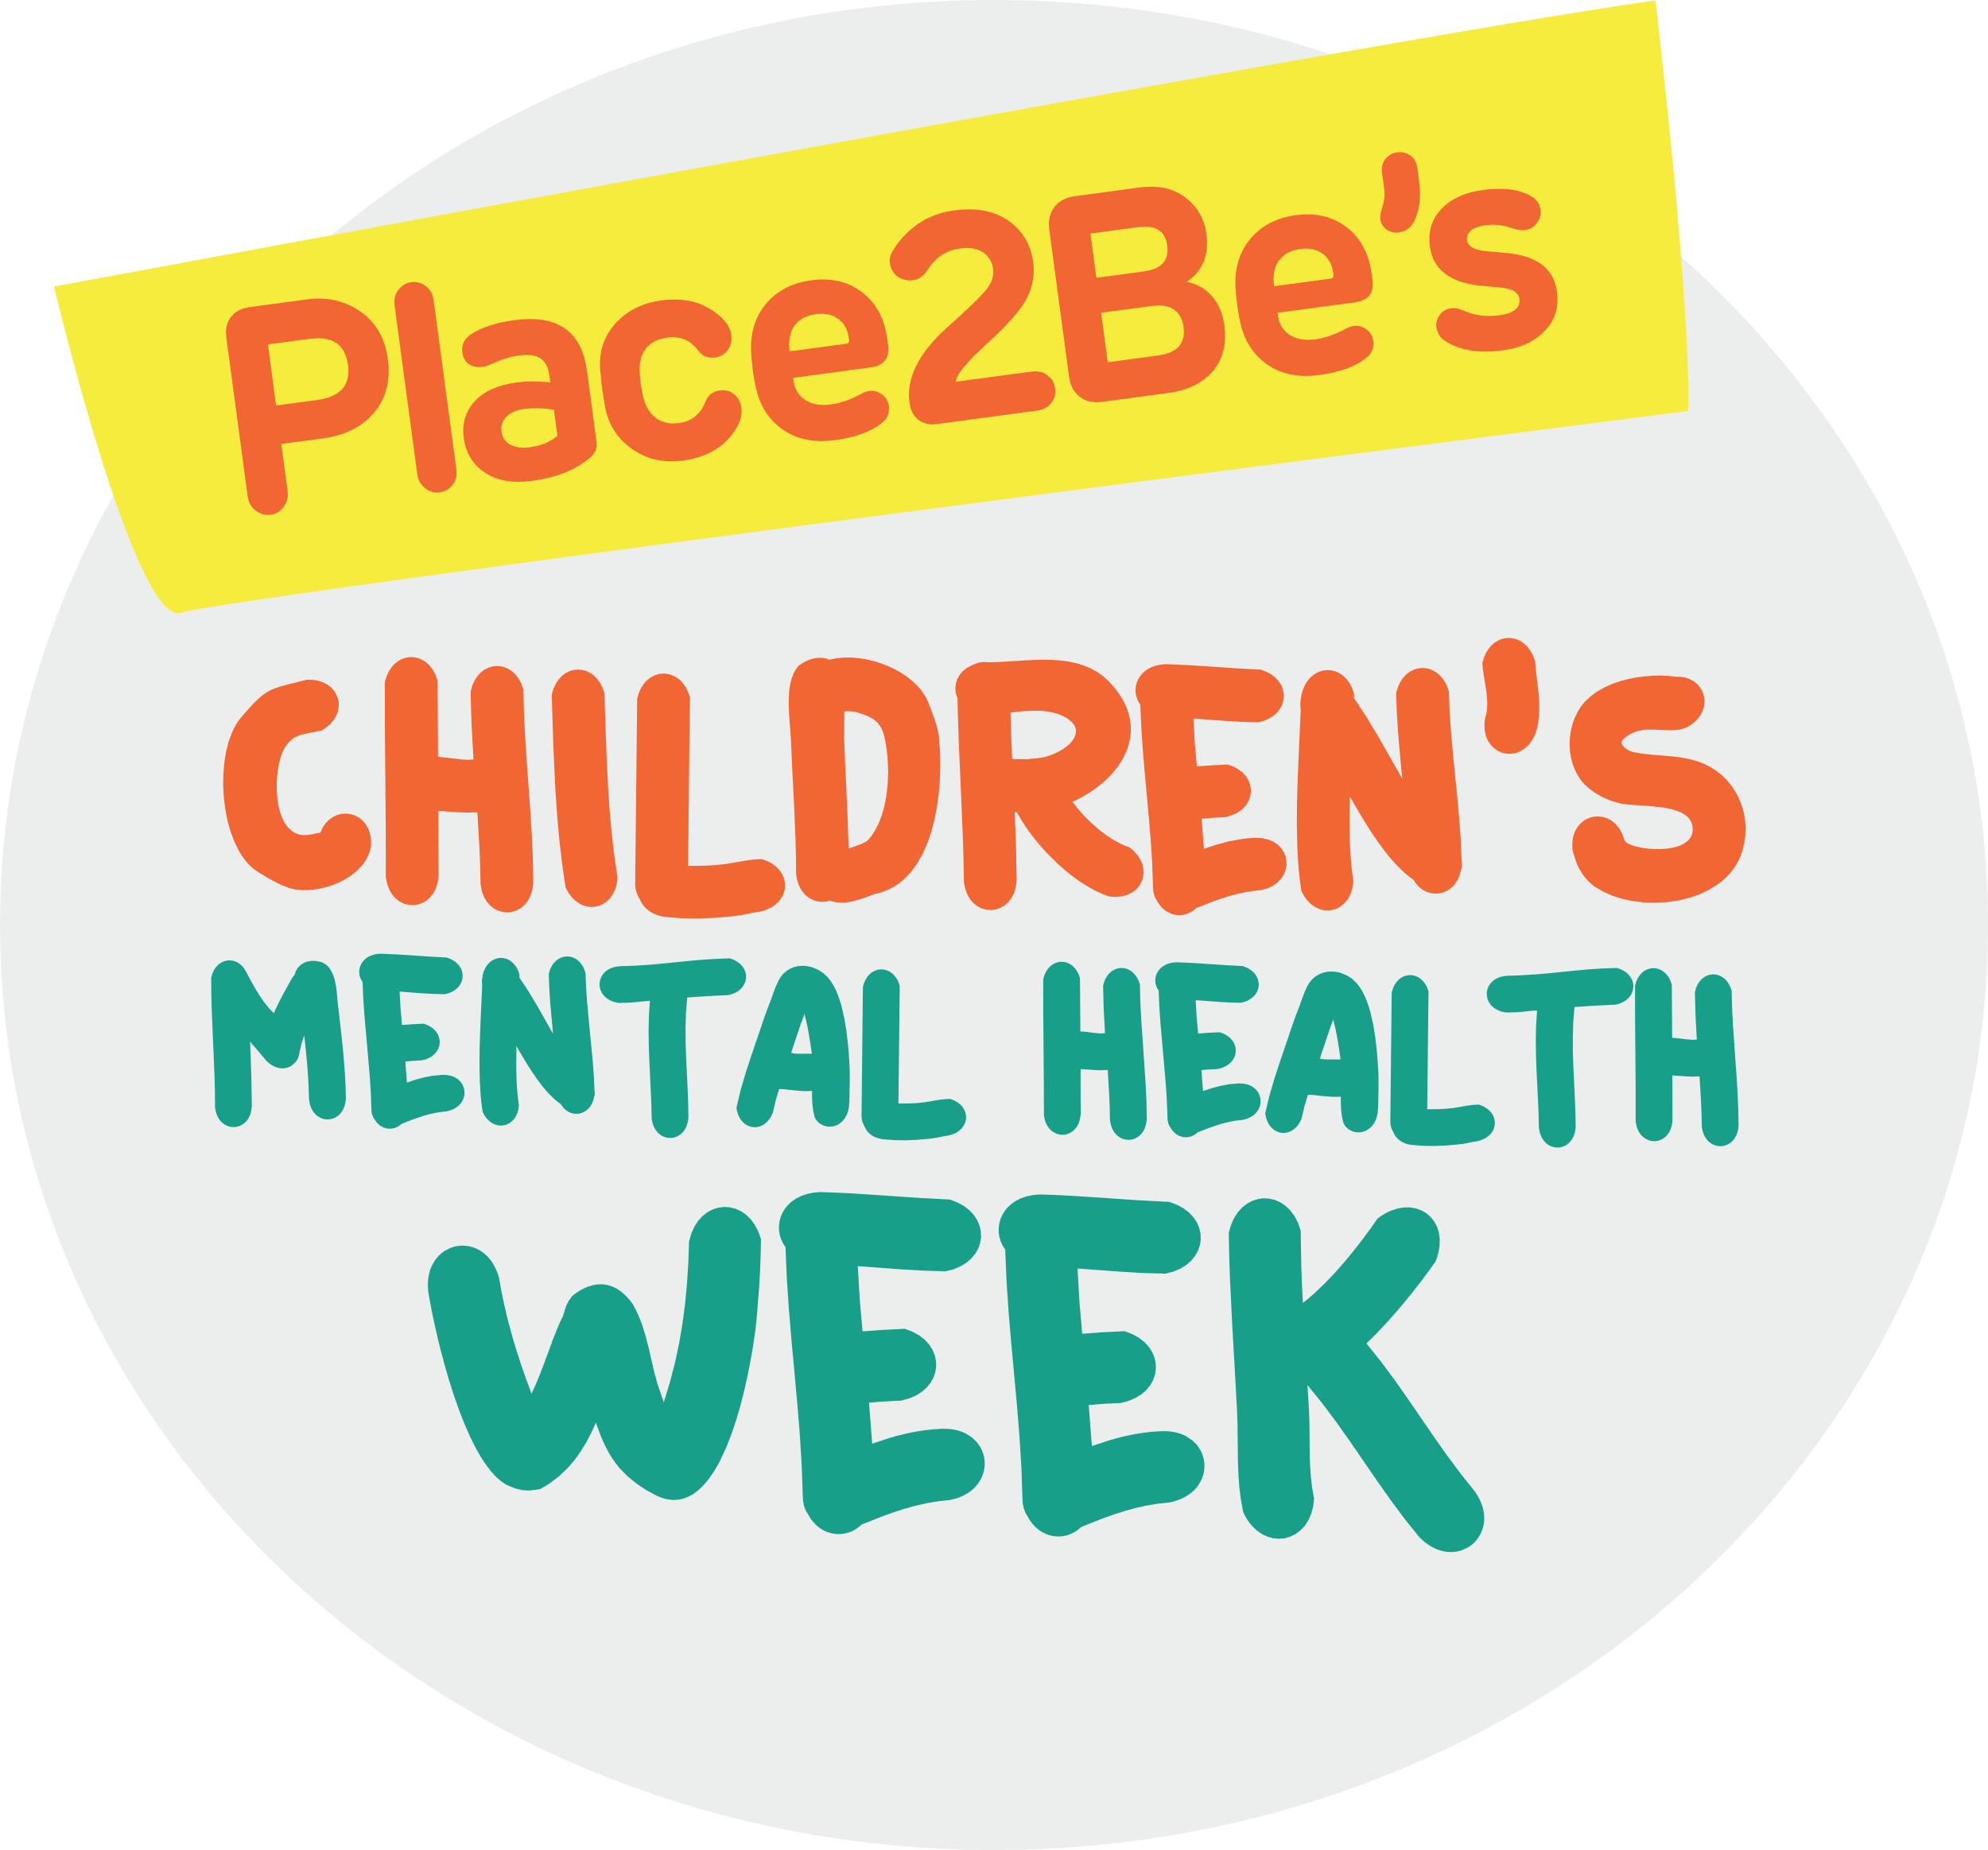 Place2Be's
CHILDREN'S
MENTAL HEALTH
WEEK